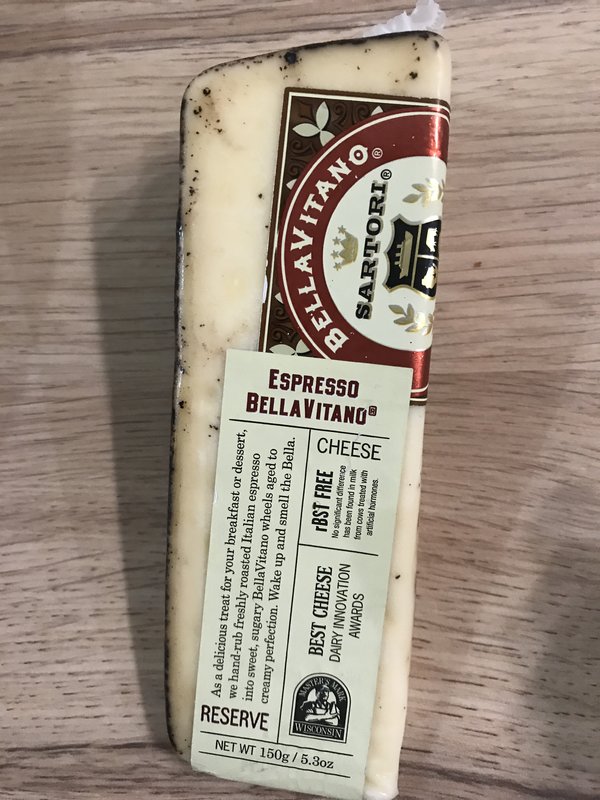 BELLAVITANO®
SARTORI®
ESPRESSO
BELLAVITANO®
As a delicious treat for your breakfast or dessert,
we hand-rub freshly roasted Italian espresso
into sweet, sugary BellaVitano wheels aged to
creamy perfection. Wake up and smell the Bella.
CHEESE
rBST FREE
No significant difference
has been found in milk
from cows treated with
artificial hormones.
BEST CHEESE
DAIRY INNOVATION
AWARDS
MASTER'S MARK
WISCONSIN
RESERVE
NET WT 150g / 5.3oz